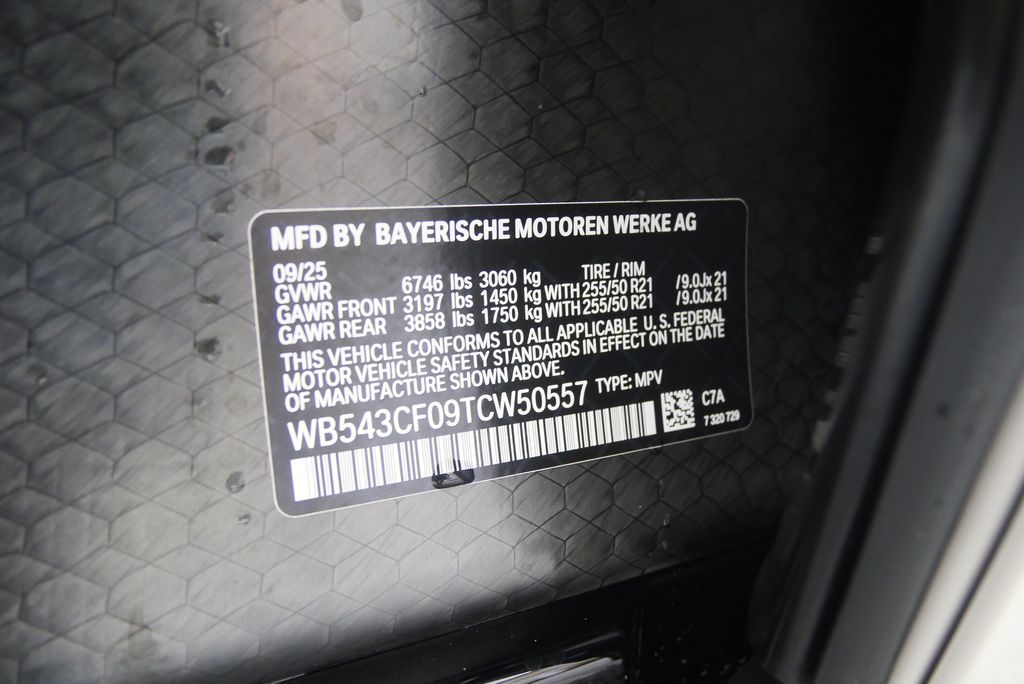 MFD BY BAYERISCHE MOTOREN WERKE AG
09/25 TIRE / RIM
GVWR 6746 lbs 3060 kg
GAWR FRONT 3197 lbs 1450 kg WITH 255/50 R21 /9.0Jx 21
GAWR REAR 3858 lbs 1750 kg WITH 255/50 R21 /9.0Jx 21
THIS VEHICLE CONFORMS TO ALL APPLICABLE U.S. FEDERAL
MOTOR VEHICLE SAFETY STANDARDS IN EFFECT ON THE DATE
OF MANUFACTURE SHOWN ABOVE.
WB543CF09TCW50557 TYPE: MPV
C7A
7 320 729